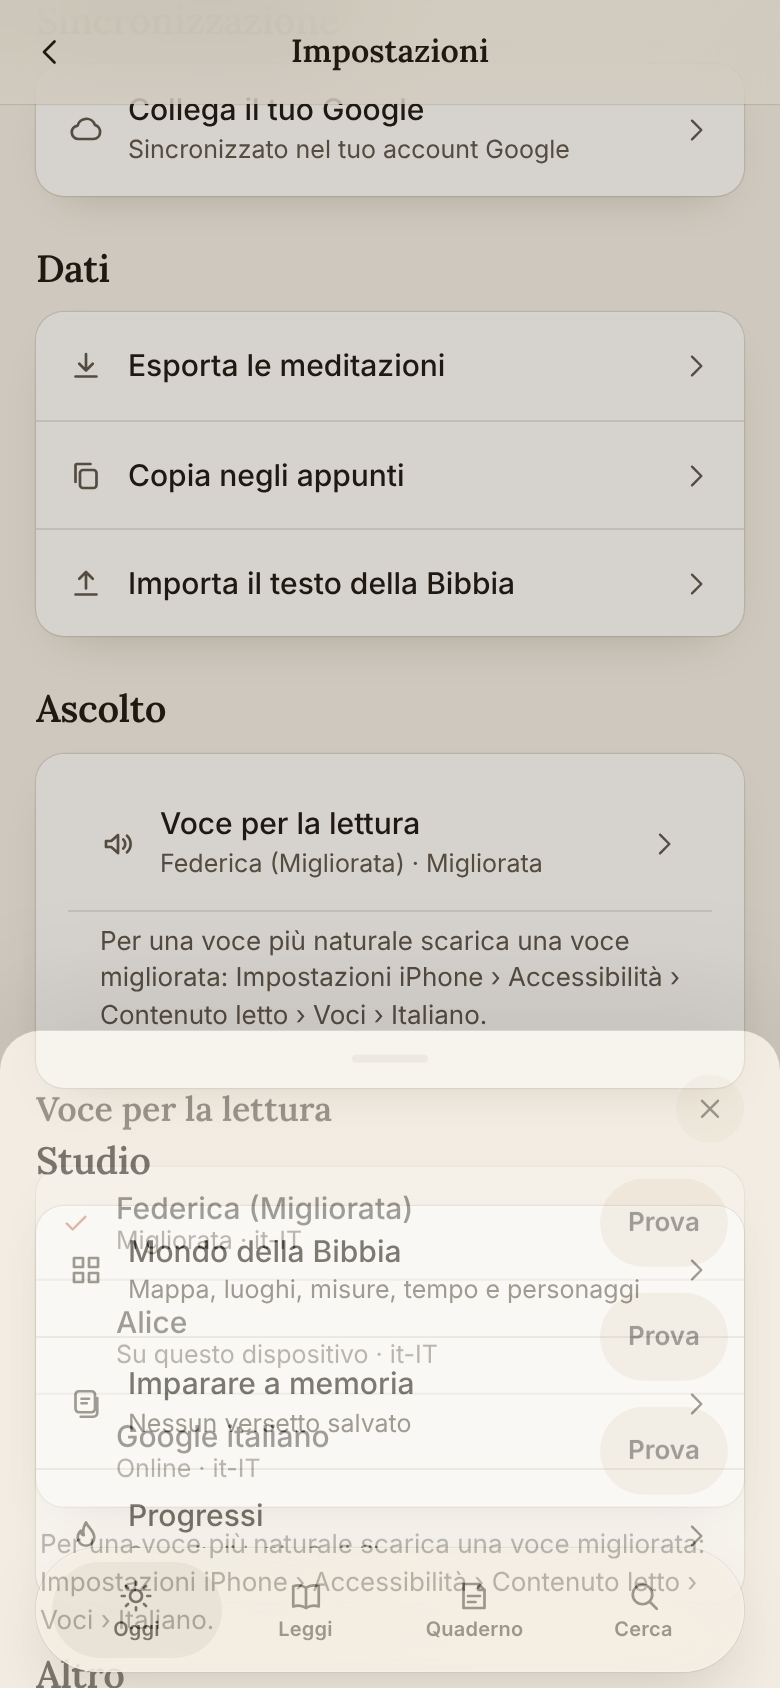 Sincronizzazione
Impostazioni
Collega il tuo Google
Sincronizzato nel tuo account Google
Dati
Esporta le meditazioni
Copia negli appunti
Importa il testo della Bibbia
Ascolto
Voce per la lettura
Federica (Migliorata) · Migliorata
Per una voce più naturale scarica una voce
migliorata: Impostazioni iPhone › Accessibilità ›
Contenuto letto › Voci › Italiano.
Voce per la lettura
Studio
Federica (Migliorata)
Prova
Migliorata · it-IT
Mondo della Bibbia
Mappa, luoghi, misure, tempo e personaggi
Alice
Prova
Su questo dispositivo · it-IT
Imparare a memoria
Nessun versetto salvato
Google italiano
Prova
Online · it-IT
Progressi
Per una voce più naturale scarica una voce migliorata:
Impostazioni iPhone › Accessibilità › Contenuto letto ›
Voci › Italiano.
Oggi
Leggi
Quaderno
Cerca
Altro